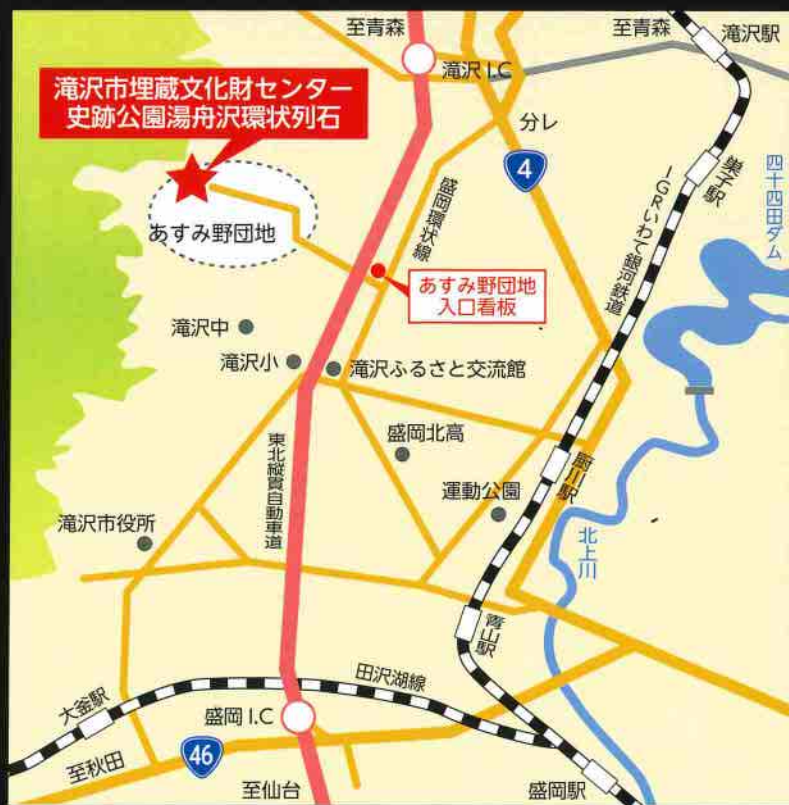 至青森
至青森
滝沢駅
滝沢I.C
滝沢市埋蔵文化財センター
史跡公園湯舟沢環状列石
分レ
4
巣子駅
四十四田ダム
IGRいわて銀河鉄道
盛岡環状線
あすみ野団地
あすみ野団地
入口看板
滝沢中
滝沢小
滝沢ふるさと交流館
盛岡北高
東北縦貫自動車道
厨川駅
運動公園
滝沢市役所
北上川
青山駅
田沢湖線
大釜駅
盛岡I.C
46
至秋田
至仙台
盛岡駅